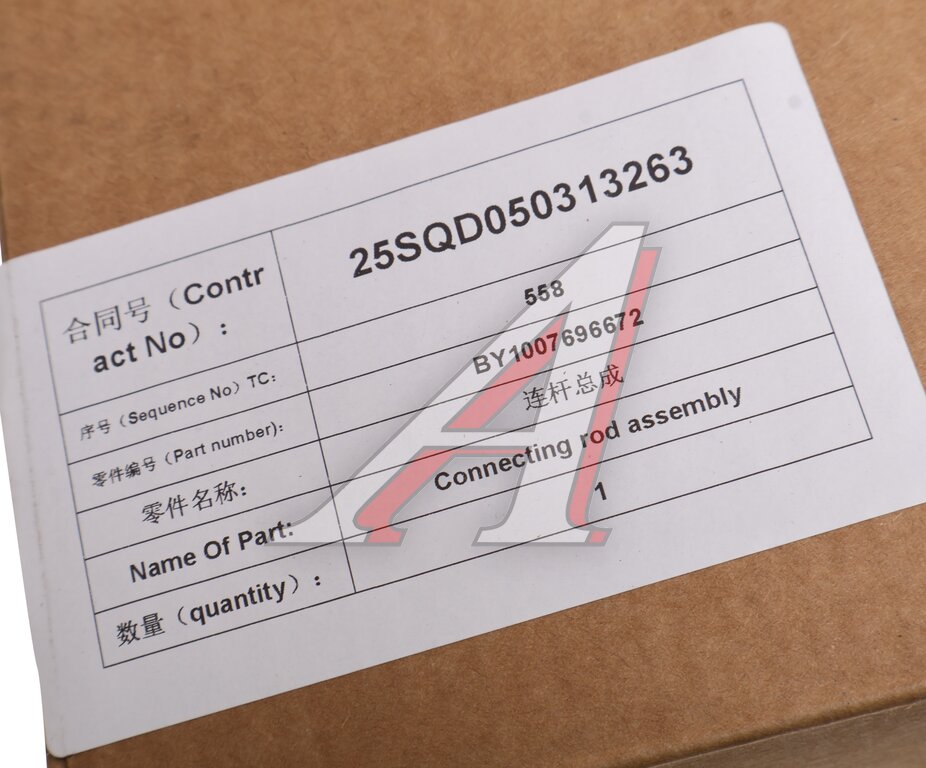 合同号（Contr
act No）：
25SQD050313263
序号（Sequence No）TC：
558
零件编号（Part number):
BY1007696672
零件名称:
连杆总成
Name Of Part:
Connecting rod assembly
数量（quantity）：
1